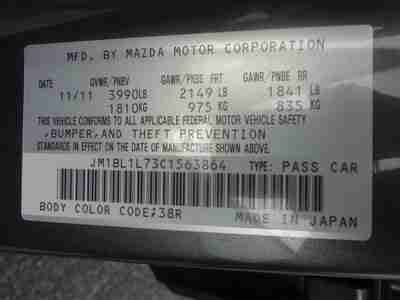 MFD. BY MAZDA MOTOR CORPORATION
DATE GVWR/PNBV GAWR/PNBE FRT. GAWR/PNBE RR
11/11 3990LB 2149 LB 1841 LB
1810KG 975 KG 835 KG
THIS VEHICLE CONFORMS TO ALL APPLICABLE FEDERAL MOTOR VEHICLE SAFETY
,BUMPER,AND THEFT PREVENTION
STANDARDS IN EFFECT ON THE DATE OF MANUFACTURE SHOWN ABOVE.
JM1BL1L73C1563864 TYPE: PASS CAR
BODY COLOR CODE:38R MADE IN JAPAN